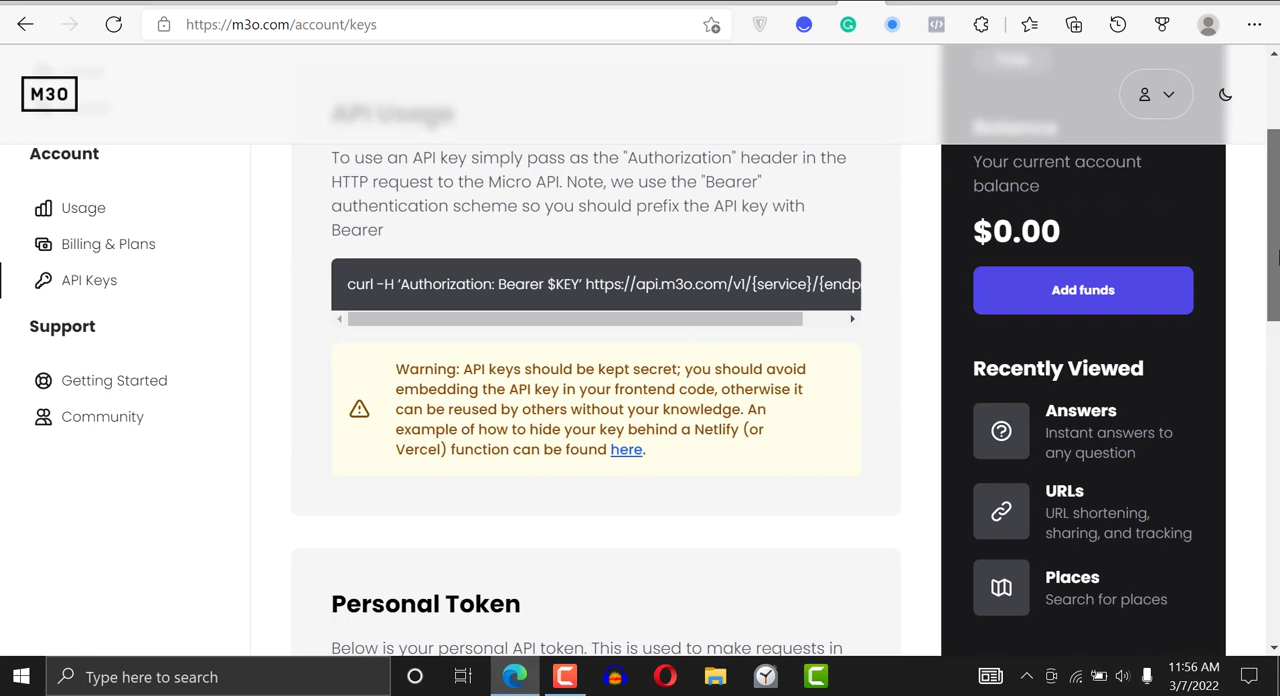 https://m3o.com/account/keys
M3O
API Usage
To use an API key simply pass as the "Authorization" header in the
HTTP request to the Micro API. Note, we use the "Bearer"
authentication scheme so you should prefix the API key with
Bearer
curl -H ‘Authorization: Bearer $KEY’ https://api.m3o.com/v1/{service}/{endp
Warning: API keys should be kept secret; you should avoid
embedding the API key in your frontend code, otherwise it
can be reused by others without your knowledge. An
example of how to hide your key behind a Netlify (or
Vercel) function can be found here.
Personal Token
Below is your personal API token. This is used to make requests in
Account
Usage
Billing & Plans
API Keys
Support
Getting Started
Community
Balance
Your current account
balance
$0.00
Add funds
Recently Viewed
Answers
Instant answers to
any question
URLs
URL shortening,
sharing, and tracking
Places
Search for places
Type here to search
11:56 AM
3/7/2022